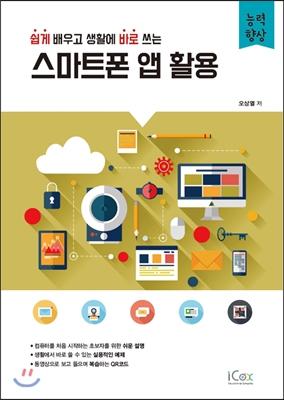 능력
향상
쉽게 배우고 생활에 바로 쓰는
스마트폰 앱 활용
오상열 저
• 컴퓨터를 처음 시작하는 초보자를 위한 쉬운 설명
• 생활에서 바로 쓸 수 있는 실용적인 예제
• 동영상으로 보고 들으며 복습하는 QR코드
iCox